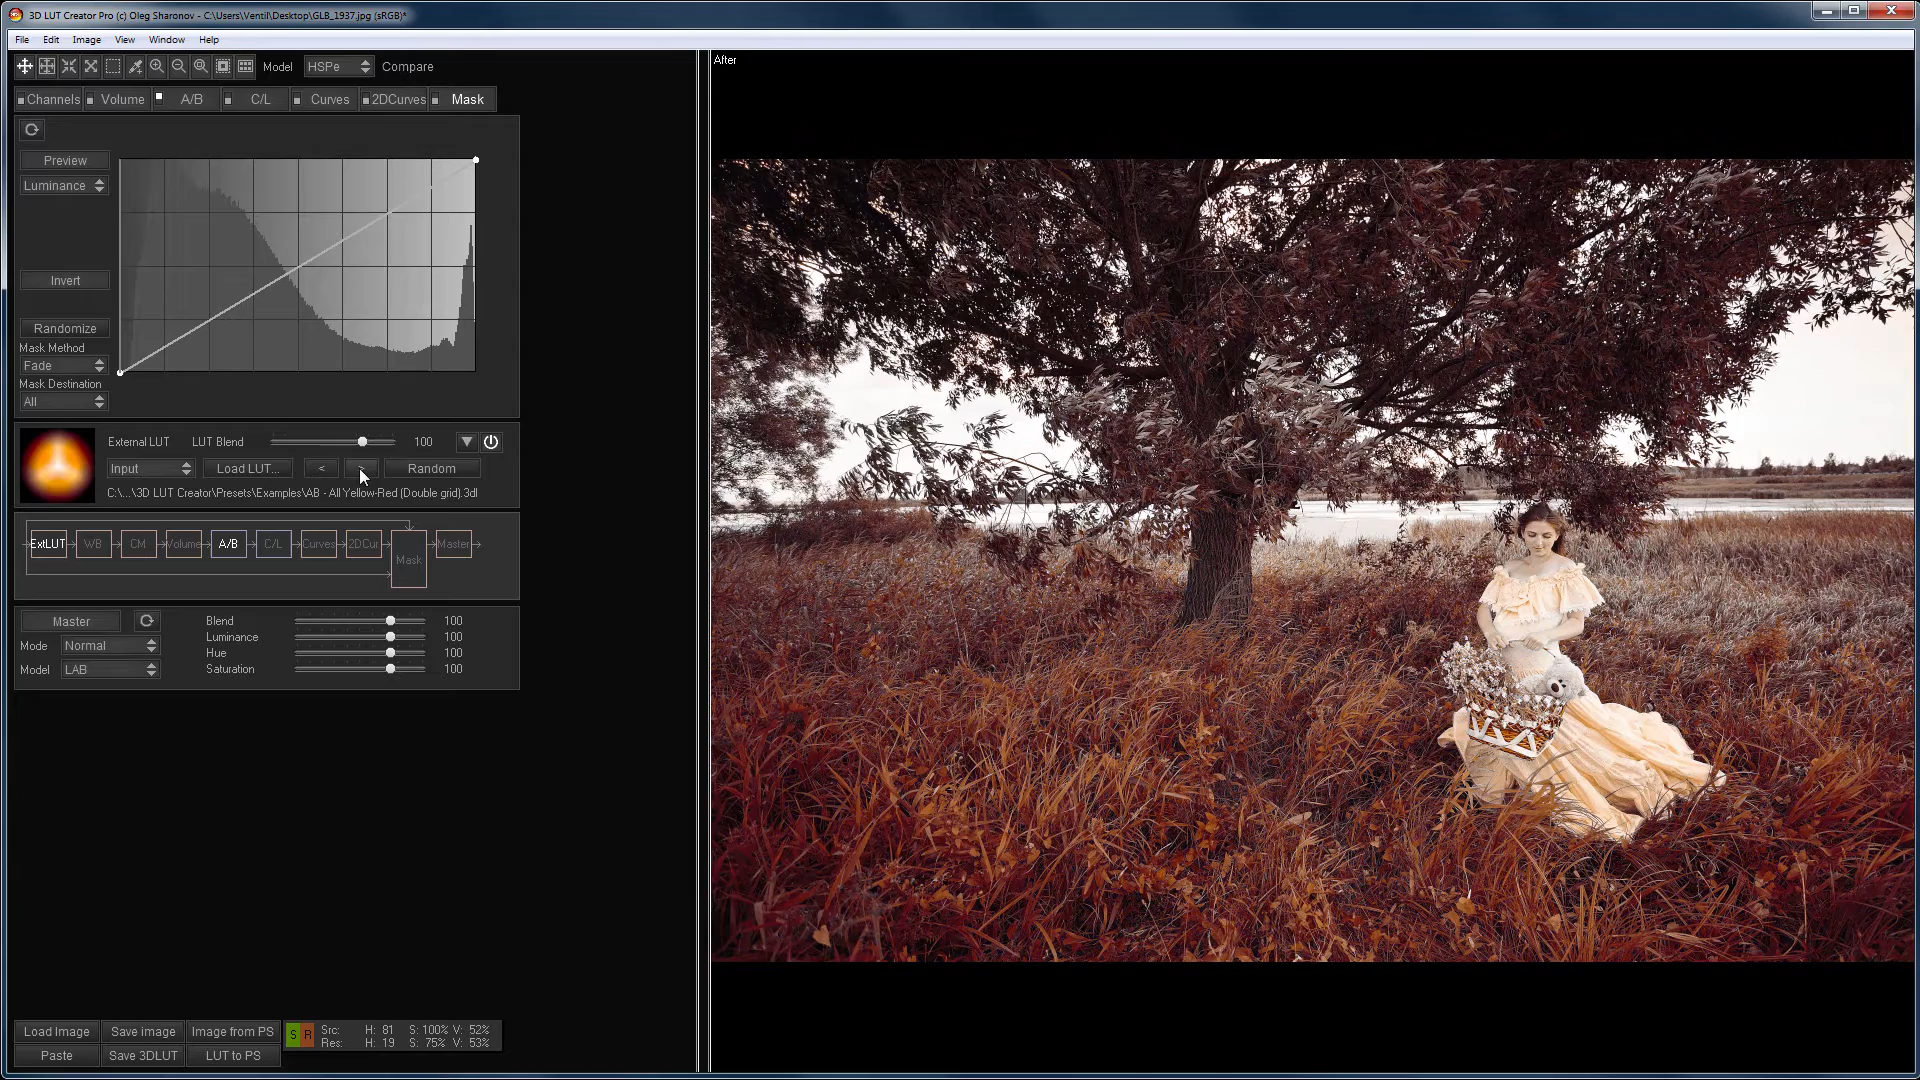 3D LUT Creator Pro (c) Oleg Sharonov - C:\Users\Ventil\Desktop\GLB_1937.jpg (sRGB)*
File Edit Image View Window Help
Model HSPe Compare
Channels Volume A/B C/L Curves 2DCurves Mask
After
Preview
Luminance
Invert
Randomize
Mask Method
Fade
Mask Destination
All
External LUT LUT Blend 100
Input Load LUT... < Random
C:\...\3D LUT Creator\Presets\Examples\AB - All Yellow-Red (Double grid).3dl
ExtLUT WB CM Volume A/B C/L Curves 2DCur Mask Master
Master Blend 100
Luminance 100
Mode Normal Hue 100
Model LAB Saturation 100
Load Image Save image Image from PS S R Src: H: 81 S: 100% V: 52%
Res: H: 19 S: 75% V: 53%
Paste Save 3DLUT LUT to PS